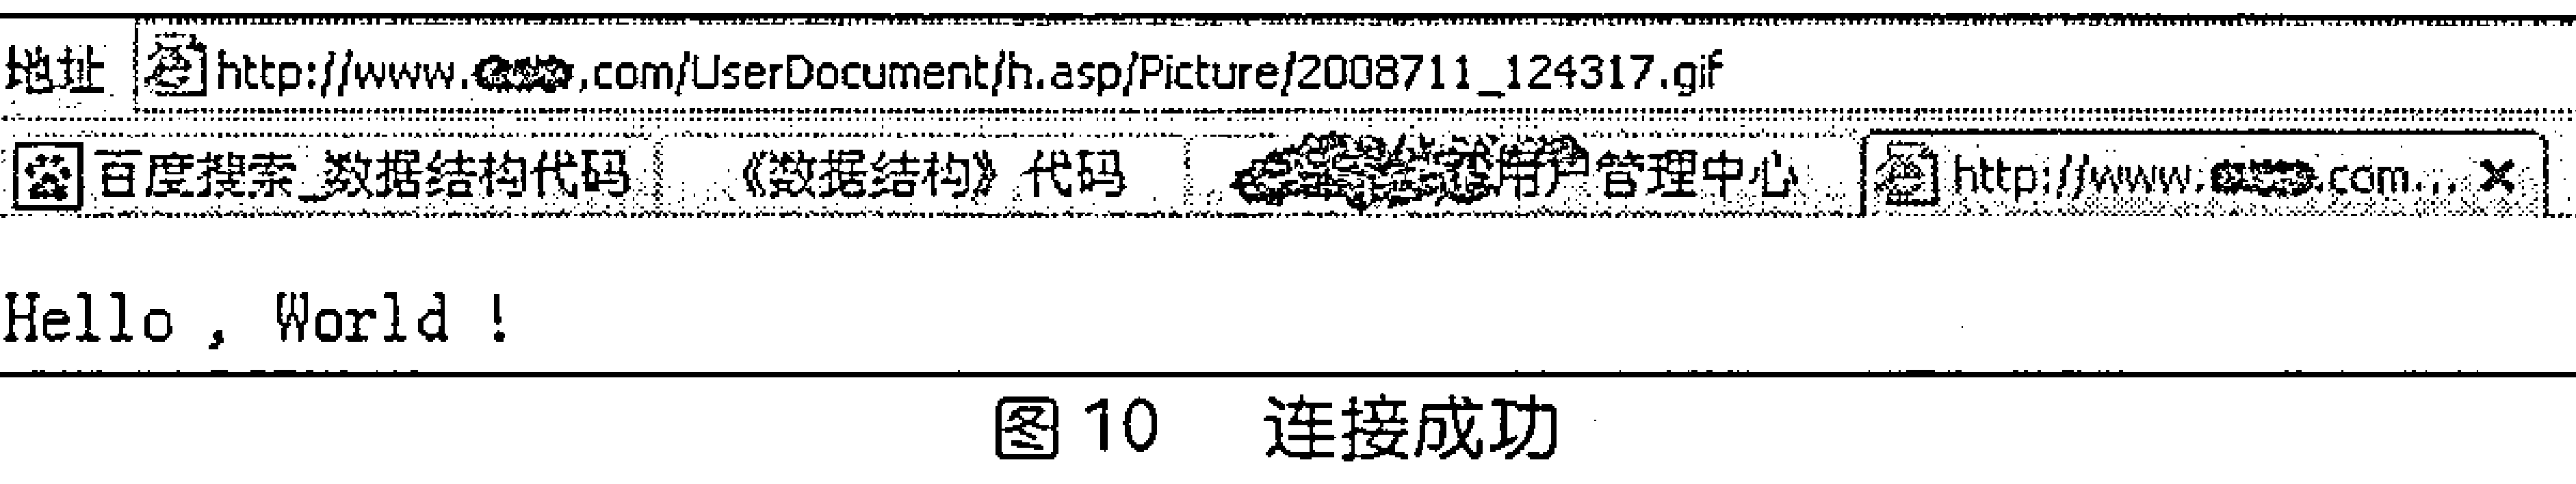 地址 http://www. .com/UserDocument/h.asp/Picture/2008711_124317.gif
百度搜索_数据结构代码 《数据结构》代码 用户管理中心 http://www. .com... ×
Hello , World !
图 10 连接成功